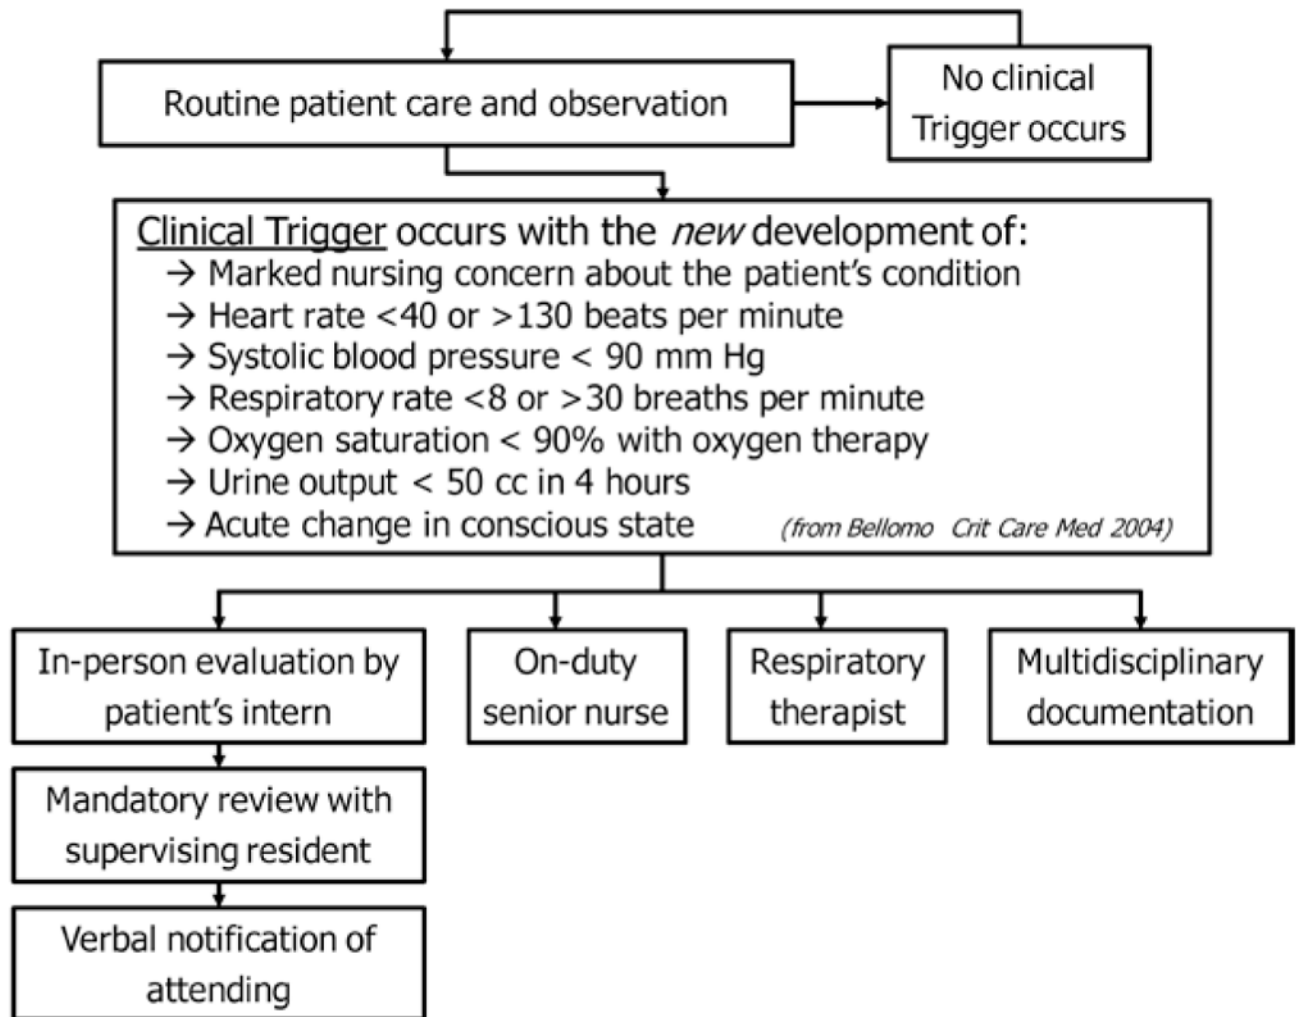 Routine patient care and observation
No clinical
Trigger occurs
Clinical Trigger occurs with the new development of:
→ Marked nursing concern about the patient's condition
→ Heart rate <40 or >130 beats per minute
→ Systolic blood pressure < 90 mm Hg
→ Respiratory rate <8 or >30 breaths per minute
→ Oxygen saturation < 90% with oxygen therapy
→ Urine output < 50 cc in 4 hours
→ Acute change in conscious state (from Bellomo Crit Care Med 2004)
In-person evaluation by
patient's intern
On-duty
senior nurse
Respiratory
therapist
Multidisciplinary
documentation
Mandatory review with
supervising resident
Verbal notification of
attending